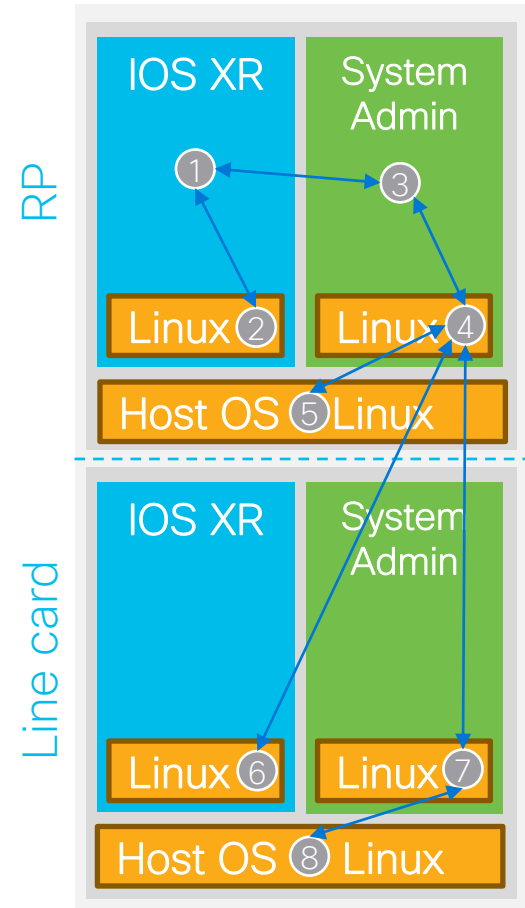 RP
IOS XR
System
Admin
1
3
Linux 2
Linux 4
Host OS 5 Linux
Line card
IOS XR
System
Admin
Linux 6
Linux 7
Host OS 8 Linux